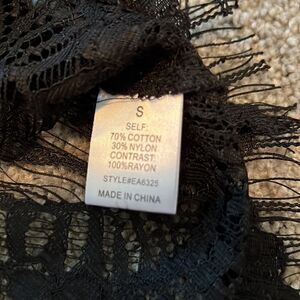 S
SELF:
70% COTTON
30% NYLON
CONTRAST:
100%RAYON
STYLE#EA6325
MADE IN CHINA